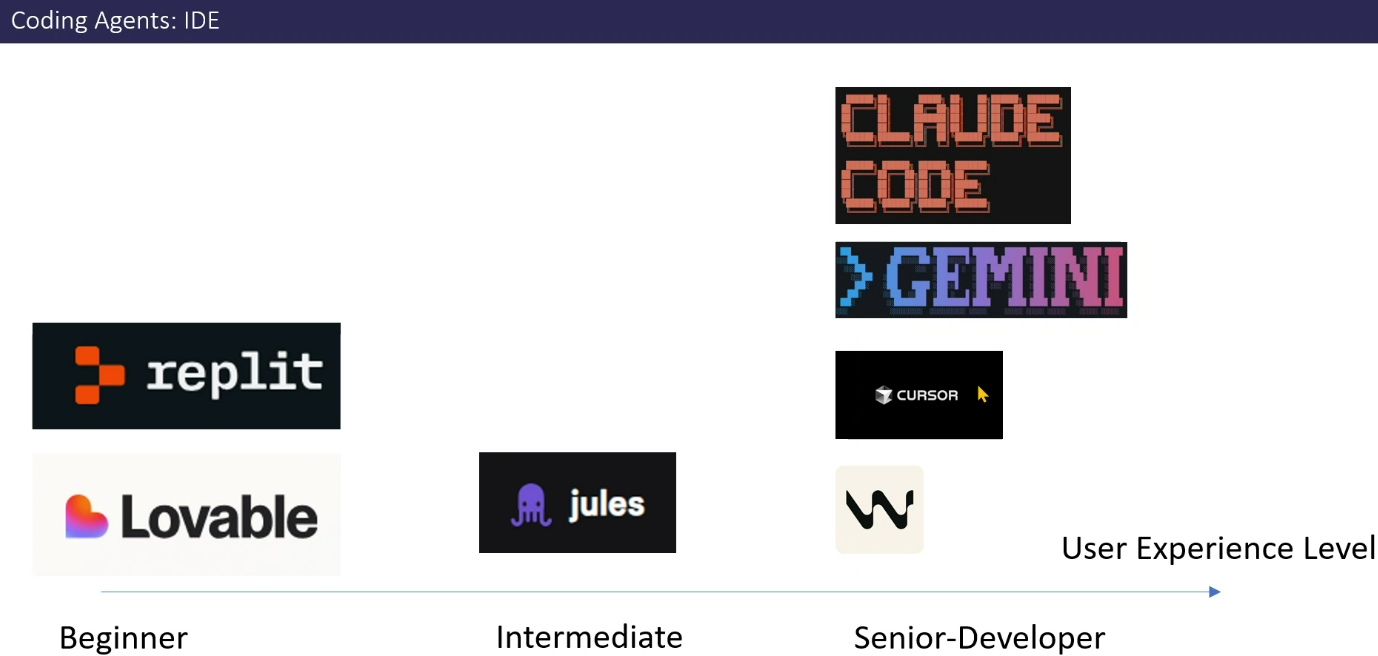 Coding Agents: IDE
CLAUDE
CODE
>GEMINI
replit
CURSOR
Lovable
jules
W
User Experience Level
Beginner
Intermediate
Senior-Developer